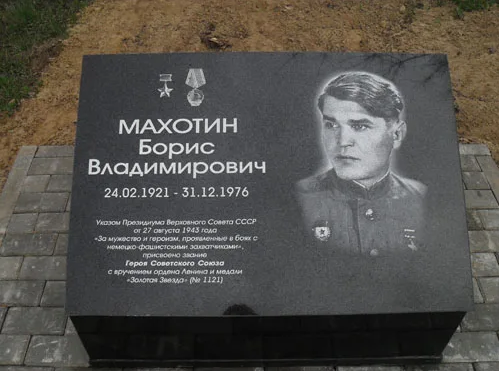 МАХОТИН
Борис
Владимирович
24.02.1921 - 31.12.1976
Указом Президиума Верховного Совета СССР
от 27 августа 1943 года
«За мужество и героизм, проявленные в боях с
немецко-фашистскими захватчиками»,
присвоено звание
Героя Советского Союза
с вручением ордена Ленина и медали
«Золотая Звезда» (№ 1121)